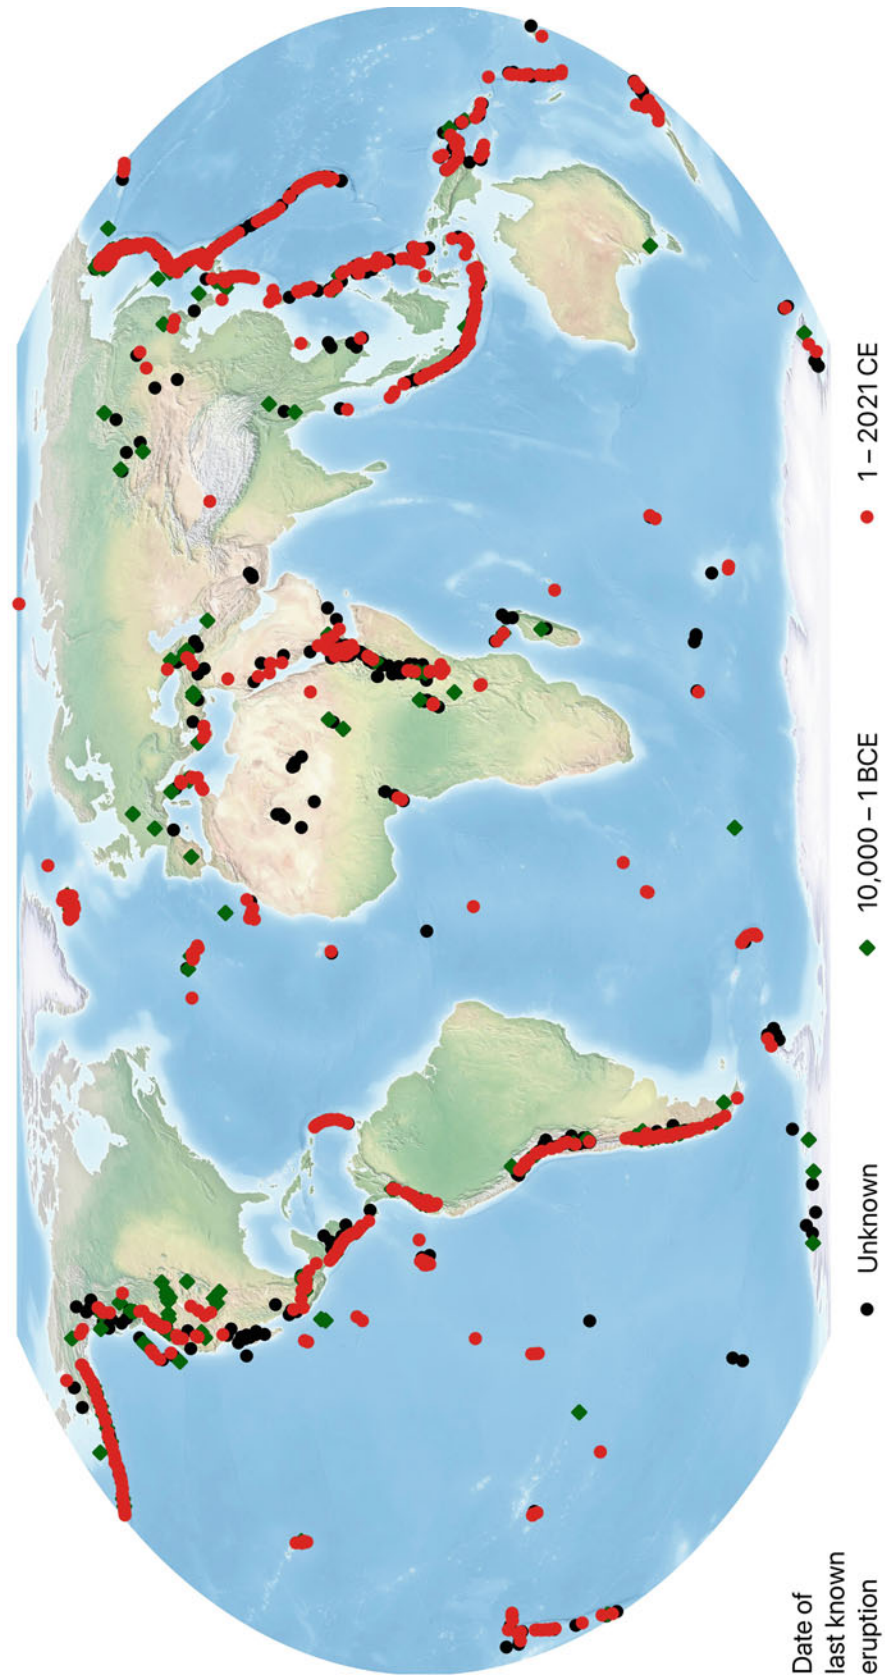 Date of
last known
eruption
Unknown
10,000 – 1 BCE
1 – 2021 CE